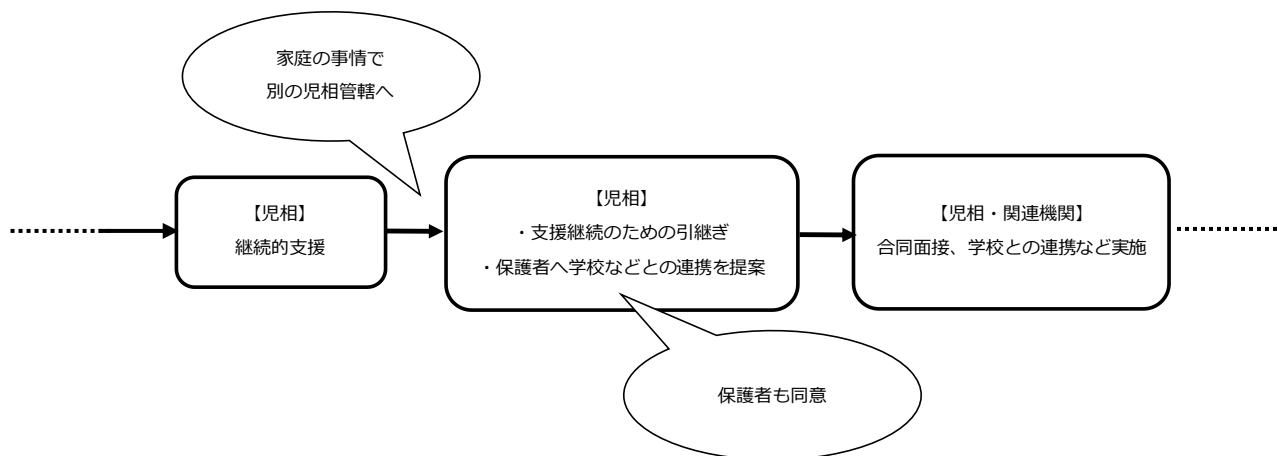 家庭の事情で
別の児相管轄へ
【児相】
継続的支援
【児相】
・支援継続のための引継ぎ
・保護者へ学校などとの連携を提案
【児相・関連機関】
合同面接、学校との連携など実施
保護者も同意